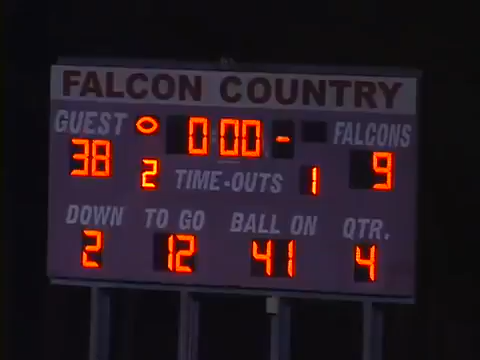 FALCON COUNTRY
GUEST 0:00 FALCONS
38 2 TIME-OUTS 1 9
DOWN TO GO BALL ON QTR.
2 12 41 4